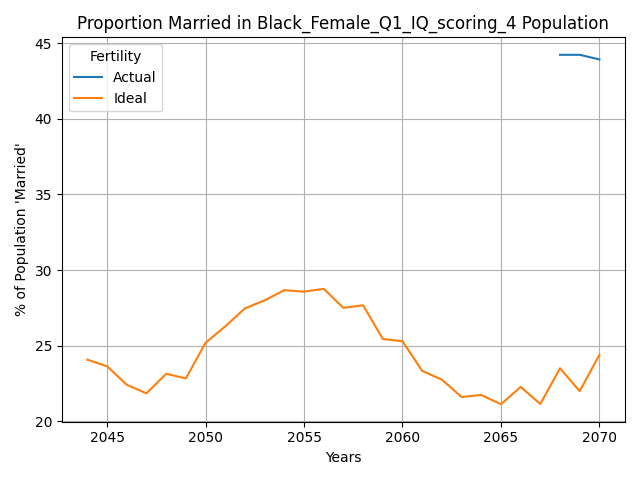 Proportion Married in Black_Female_Q1_IQ_scoring_4 Population
% of Population 'Married'
45
40
35
30
25
20
Fertility
Actual
Ideal
2045 2050 2055 2060 2065 2070
Years